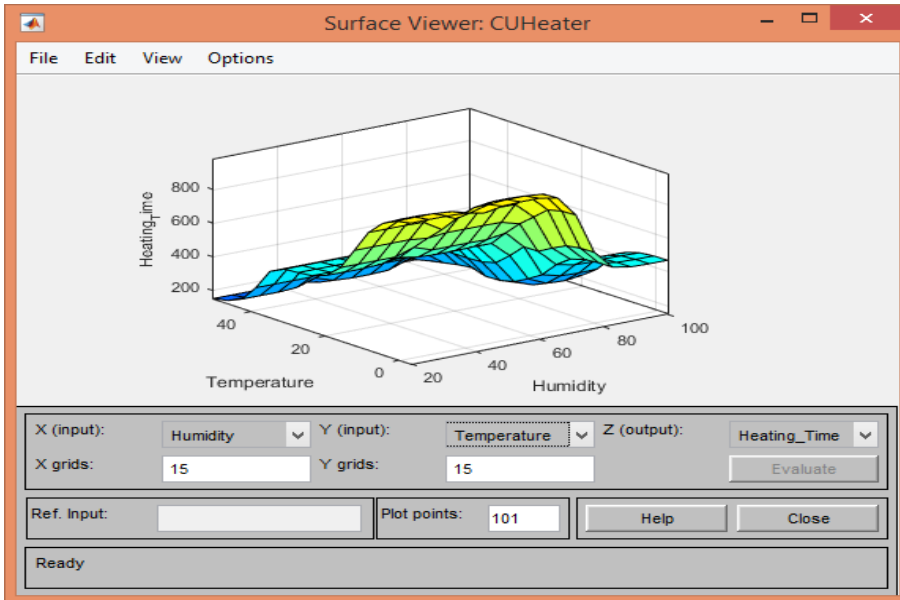 Surface Viewer: CUHeater
File Edit View Options
800
600
400
200
Heating_Time
40
20
0
Temperature
20
40
60
80
100
Humidity
X (input): Humidity Y (input): Temperature Z (output): Heating_Time
X grids: 15 Y grids: 15 Evaluate
Ref. Input: Plot points: 101 Help Close
Ready